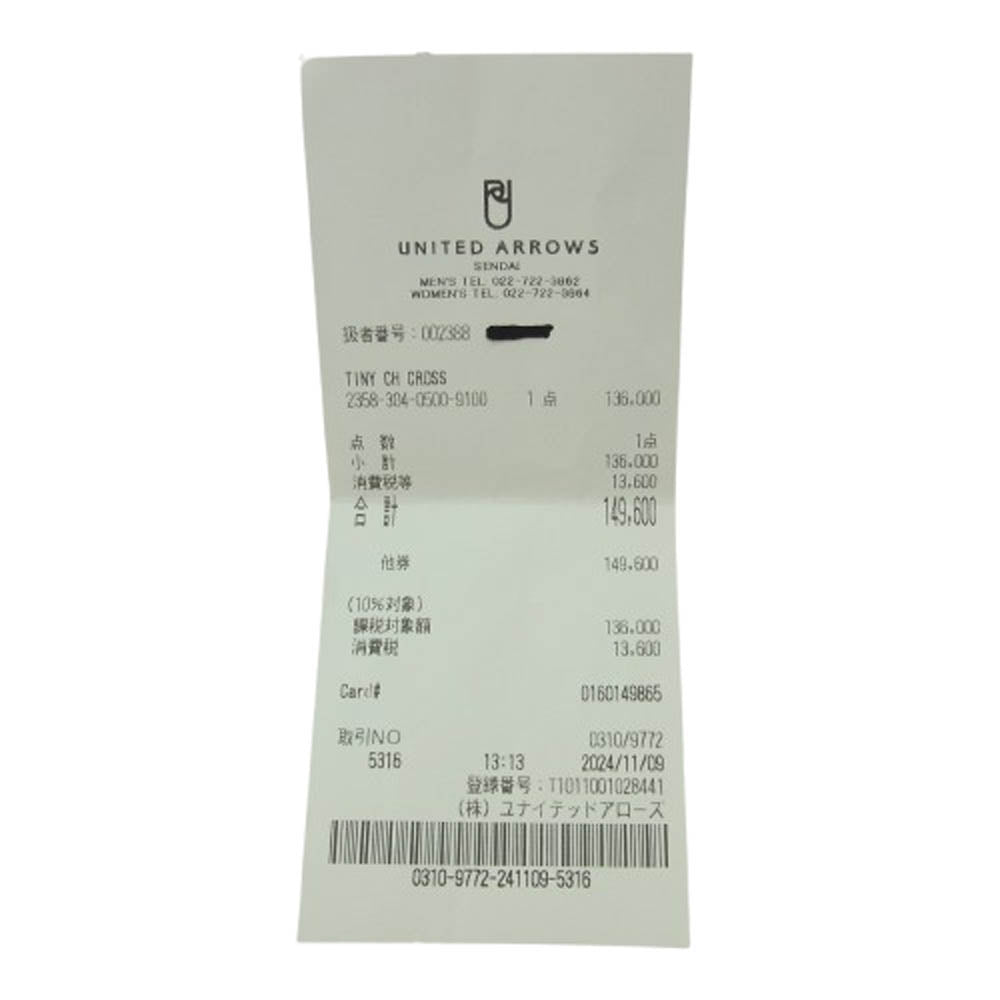 UNITED ARROWS
SENDAI
MEN'S TEL. 022-722-3862
WOMEN'S TEL. 022-722-3864
扱者番号：002388
TINY CH CROSS
2358-304-0500-9100 1 点 136,000
点 数 1点
小 計 136,000
消費税等 13,600
合 計 149,600
他券 149,600
(10%対象)
課税対象額 136,000
消費税 13,600
Card# 0160149865
取引NO 0310/9772
5316 13:13 2024/11/09
登録番号：T1011001028441
(株) ユナイテッドアローズ
0310-9772-241109-5316